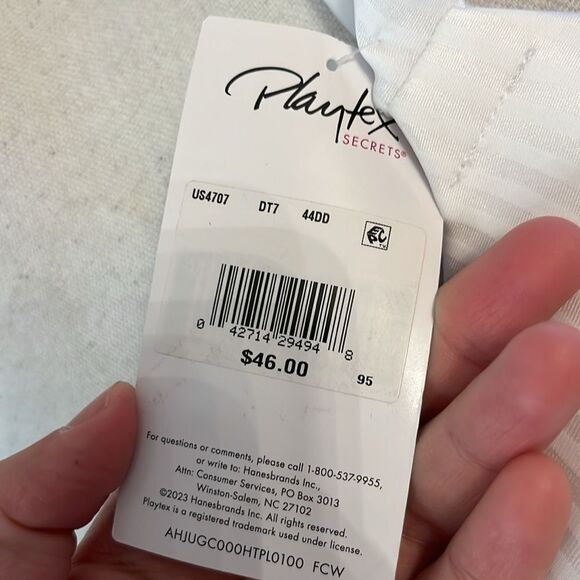 Playtex
SECRETS®
US4707 DT7 44DD
TM
0 42714 29494 8
$46.00
95
For questions or comments, please call 1-800-537-9955,
or write to: Hanesbrands Inc.,
Attn: Consumer Services, PO Box 3013
Winston-Salem, NC 27102
©2023 Hanesbrands Inc. All rights reserved.
Playtex is a registered trademark used under license.
AHJUGC000HTPL0100 FCW